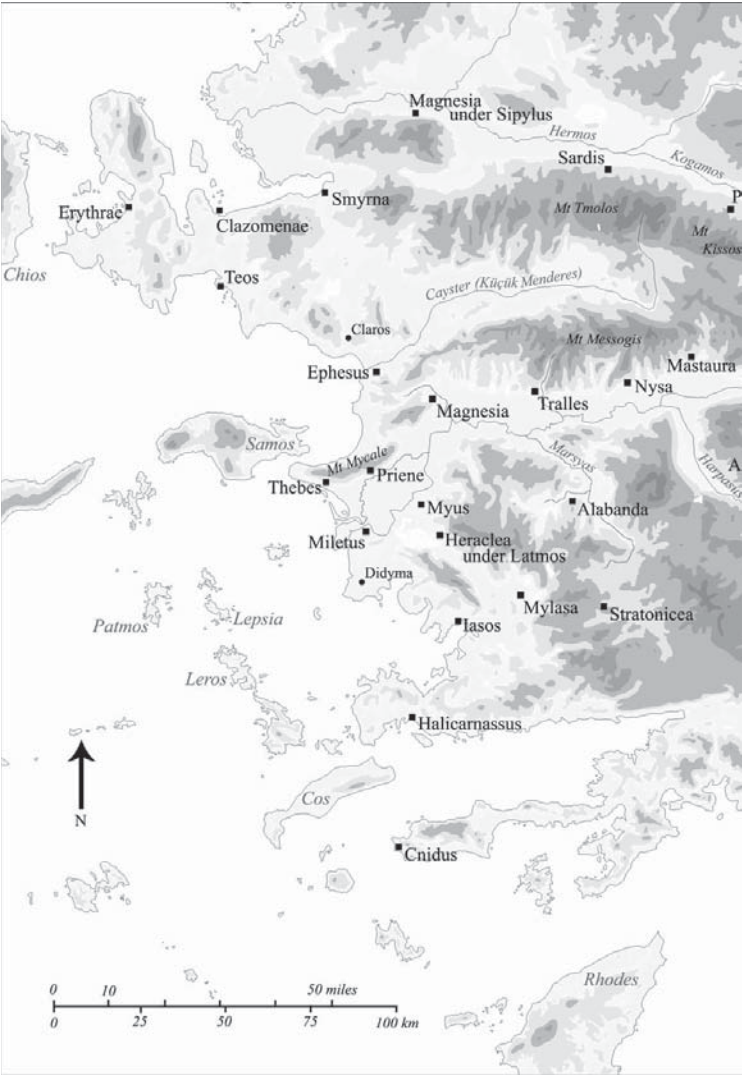 Magnesia
under Sipylus
Hermos
Sardis
Kogamos
Smyrna
P
Erythrae
Clazomenae
Mt Tmolos
Mt
Kissos
Chios
Teos
Cayster (Küçük Menderes)
Claros
Mt Messogis
Mastaura
Ephesus
Nysa
Tralles
Magnesia
Samos
Mt Mycale
Marsyas
Harpasus
A
Priene
Thebes
Myus
Alabanda
Miletus
Heraclea
under Latmos
Didyma
Mylasa
Stratonicea
Patmos
Lepsia
Iasos
Leros
Halicarnassus
N
Cos
Cnidus
Rhodes
0 10 50 miles
0 25 50 75 100 km